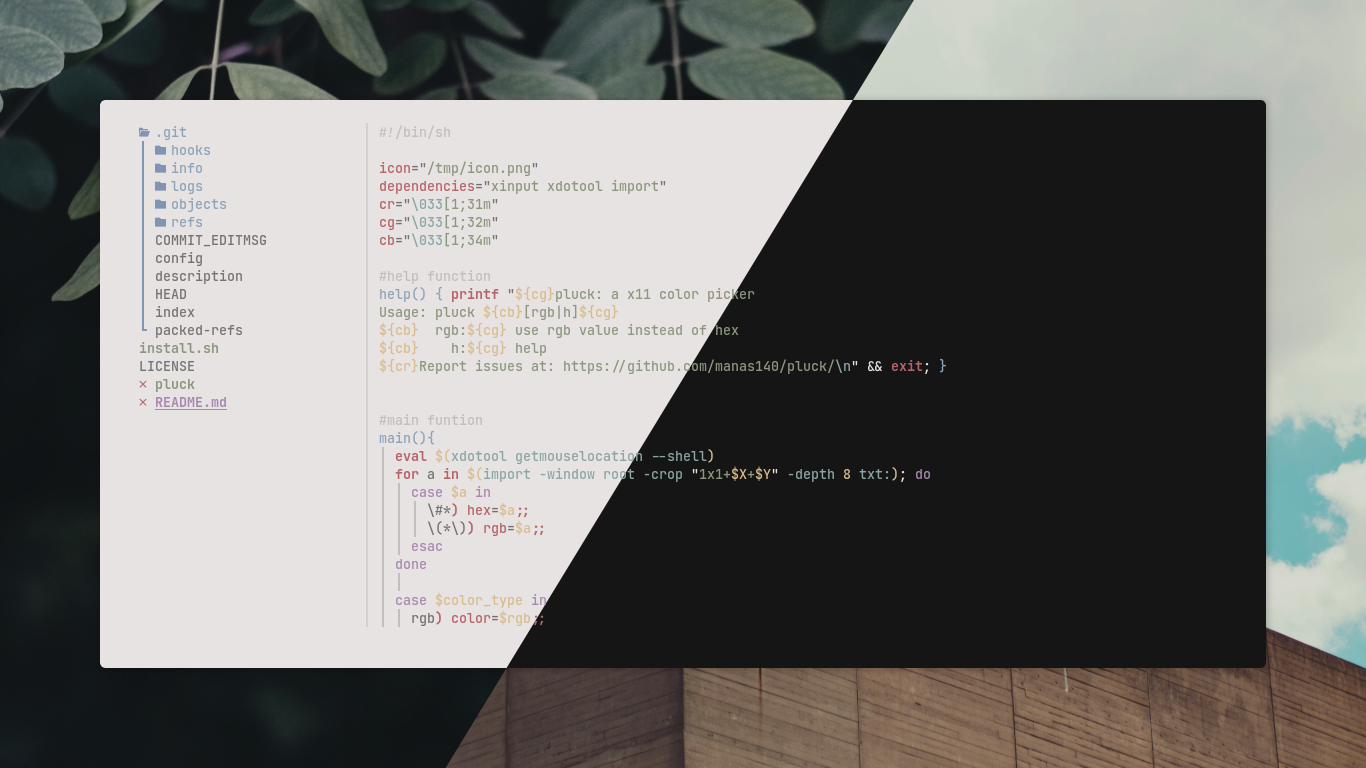 .git
hooks
info
logs
objects
refs
COMMIT_EDITMSG
config
description
HEAD
index
packed-refs
install.sh
LICENSE
× pluck
× README.md
#!/bin/sh
icon="/tmp/icon.png"
dependencies="xinput xdotool import"
cr="\033[1;31m"
cg="\033[1;32m"
cb="\033[1;34m"
#help function
help() { printf "${cg}pluck: a x11 color picker
Usage: pluck ${cb}[rgb|h]${cg}
${cb}  rgb:${cg} use rgb value instead of hex
${cb}    h:${cg} help
${cr}Report issues at: https://github.com/manas140/pluck/\n" && exit; }
#main funtion
main(){
eval $(xdotool getmouselocation --shell)
for a in $(import -window root -crop "1x1+$X+$Y" -depth 8 txt:); do
case $a in
\#*) hex=$a;;
\(*\)) rgb=$a;;
esac
done
case $color_type in
rgb) color=$rgb;;